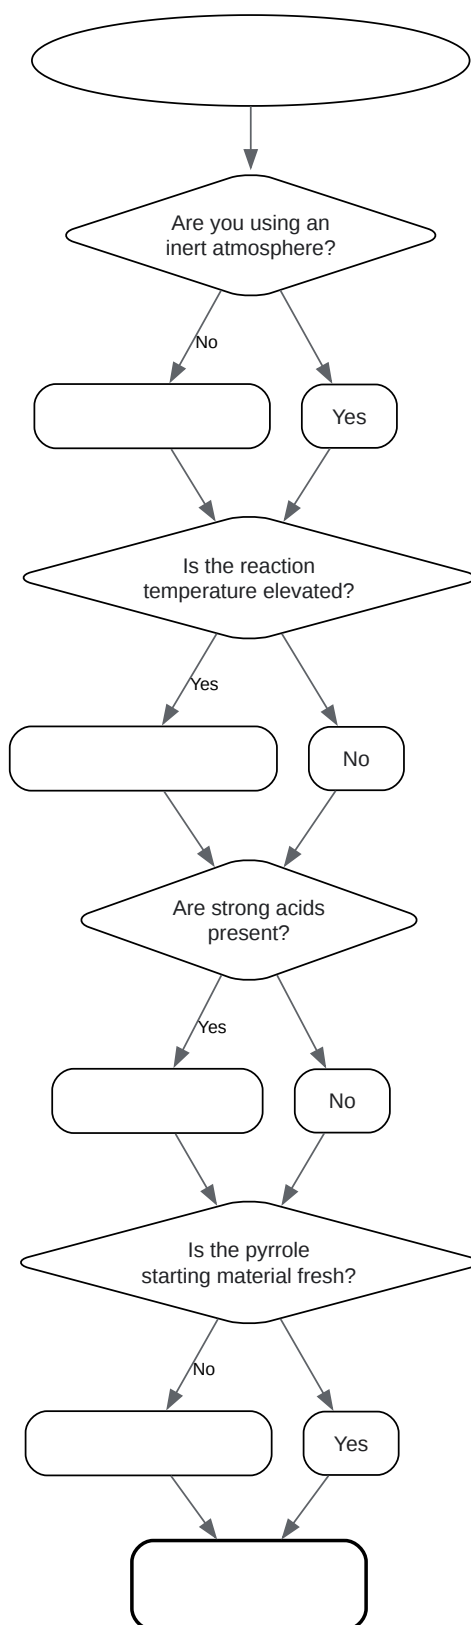 Are you using an
inert atmosphere?
No
Yes
Is the reaction
temperature elevated?
Yes
No
Are strong acids
present?
Yes
No
Is the pyrrole
starting material fresh?
No
Yes